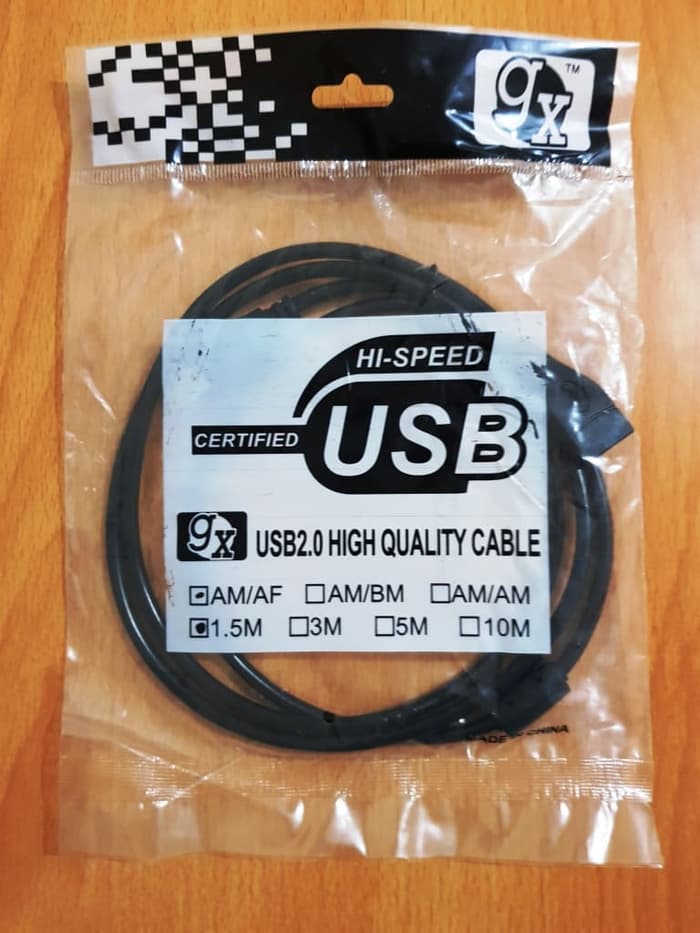 gx TM
HI-SPEED
CERTIFIED USB
gx USB2.0 HIGH QUALITY CABLE
AM/AF AM/BM AM/AM
1.5M 3M 5M 10M
MADE IN CHINA